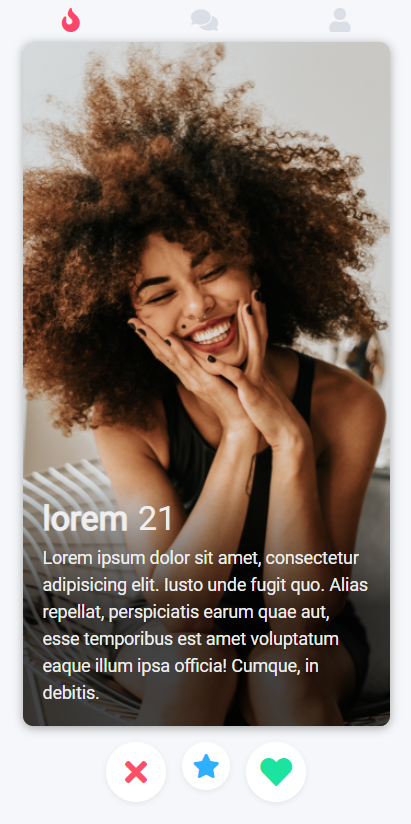 lorem 21
Lorem ipsum dolor sit amet, consectetur
adipisicing elit. Iusto unde fugit quo. Alias
repellat, perspiciatis earum quae aut,
esse temporibus est amet voluptatum
eaque illum ipsa officia! Cumque, in
debitis.